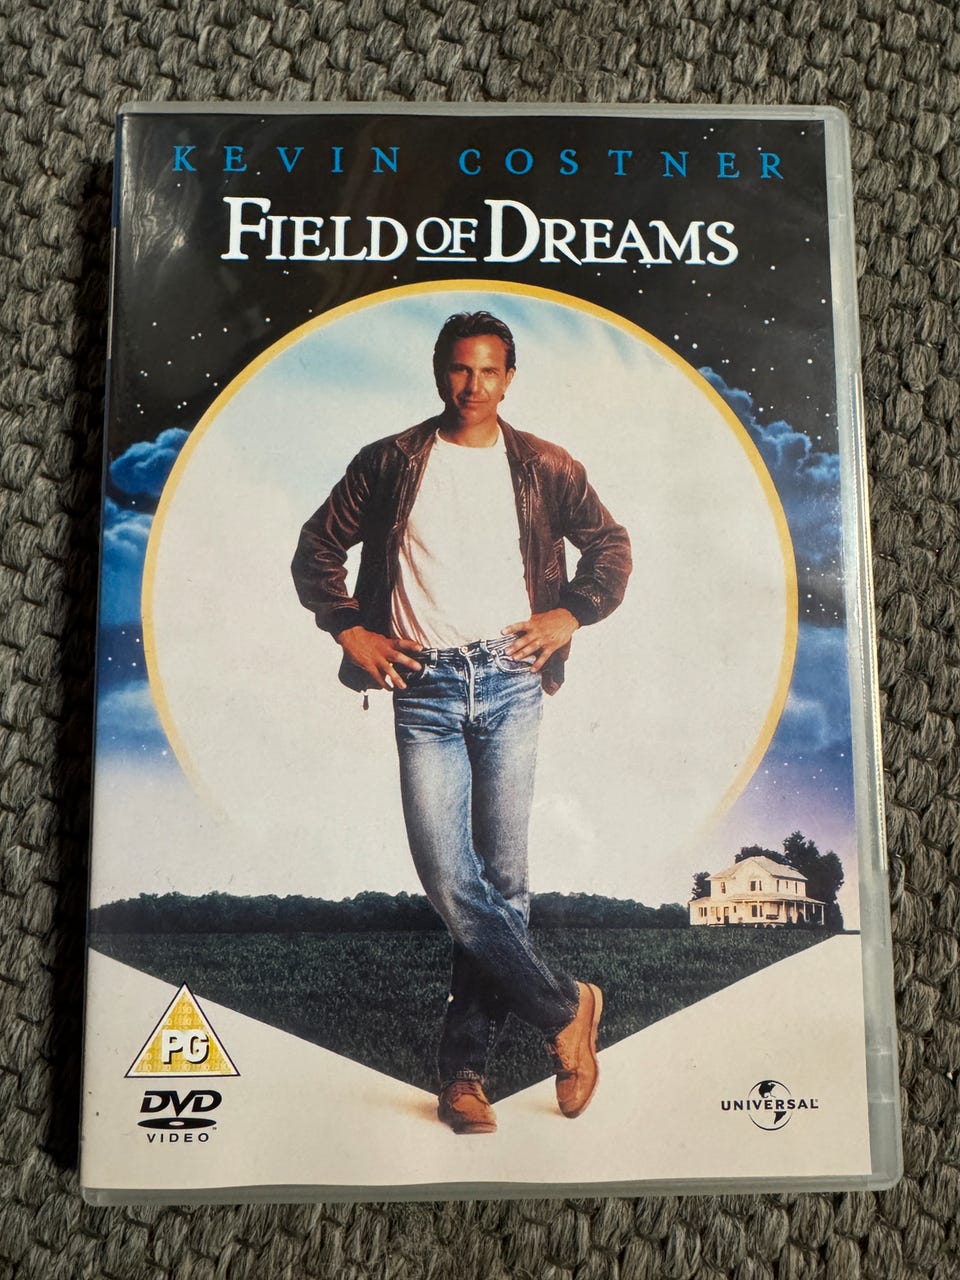 KEVIN COSTNER
FIELD OF DREAMS
PG
DVD
VIDEO
UNIVERSAL